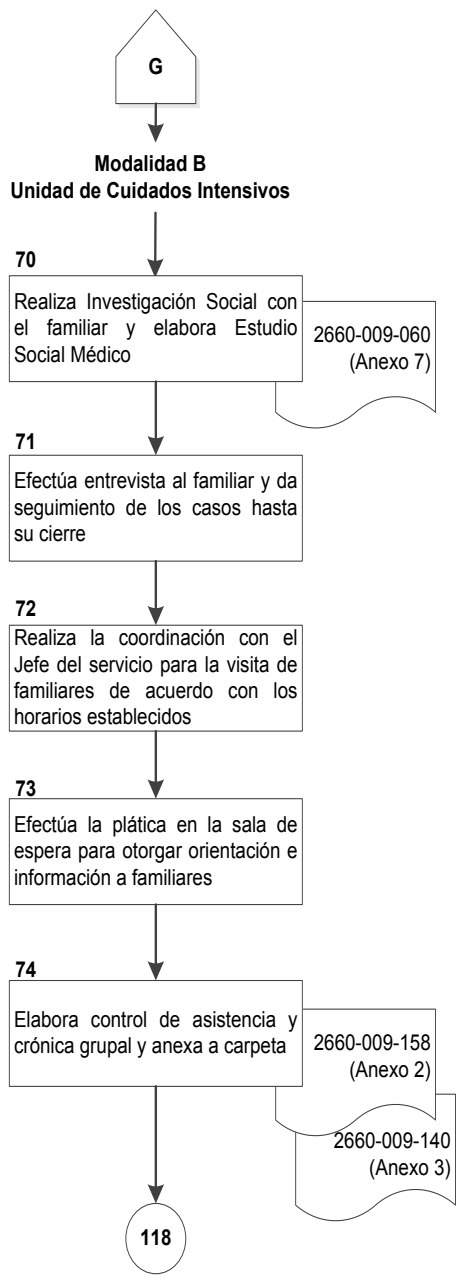 G
Modalidad B
Unidad de Cuidados Intensivos
70
Realiza Investigación Social con
el familiar y elabora Estudio
Social Médico
2660-009-060
(Anexo 7)
71
Efectúa entrevista al familiar y da
seguimiento de los casos hasta
su cierre
72
Realiza la coordinación con el
Jefe del servicio para la visita de
familiares de acuerdo con los
horarios establecidos
73
Efectúa la plática en la sala de
espera para otorgar orientación e
información a familiares
74
Elabora control de asistencia y
crónica grupal y anexa a carpeta
2660-009-158
(Anexo 2)
2660-009-140
(Anexo 3)
118